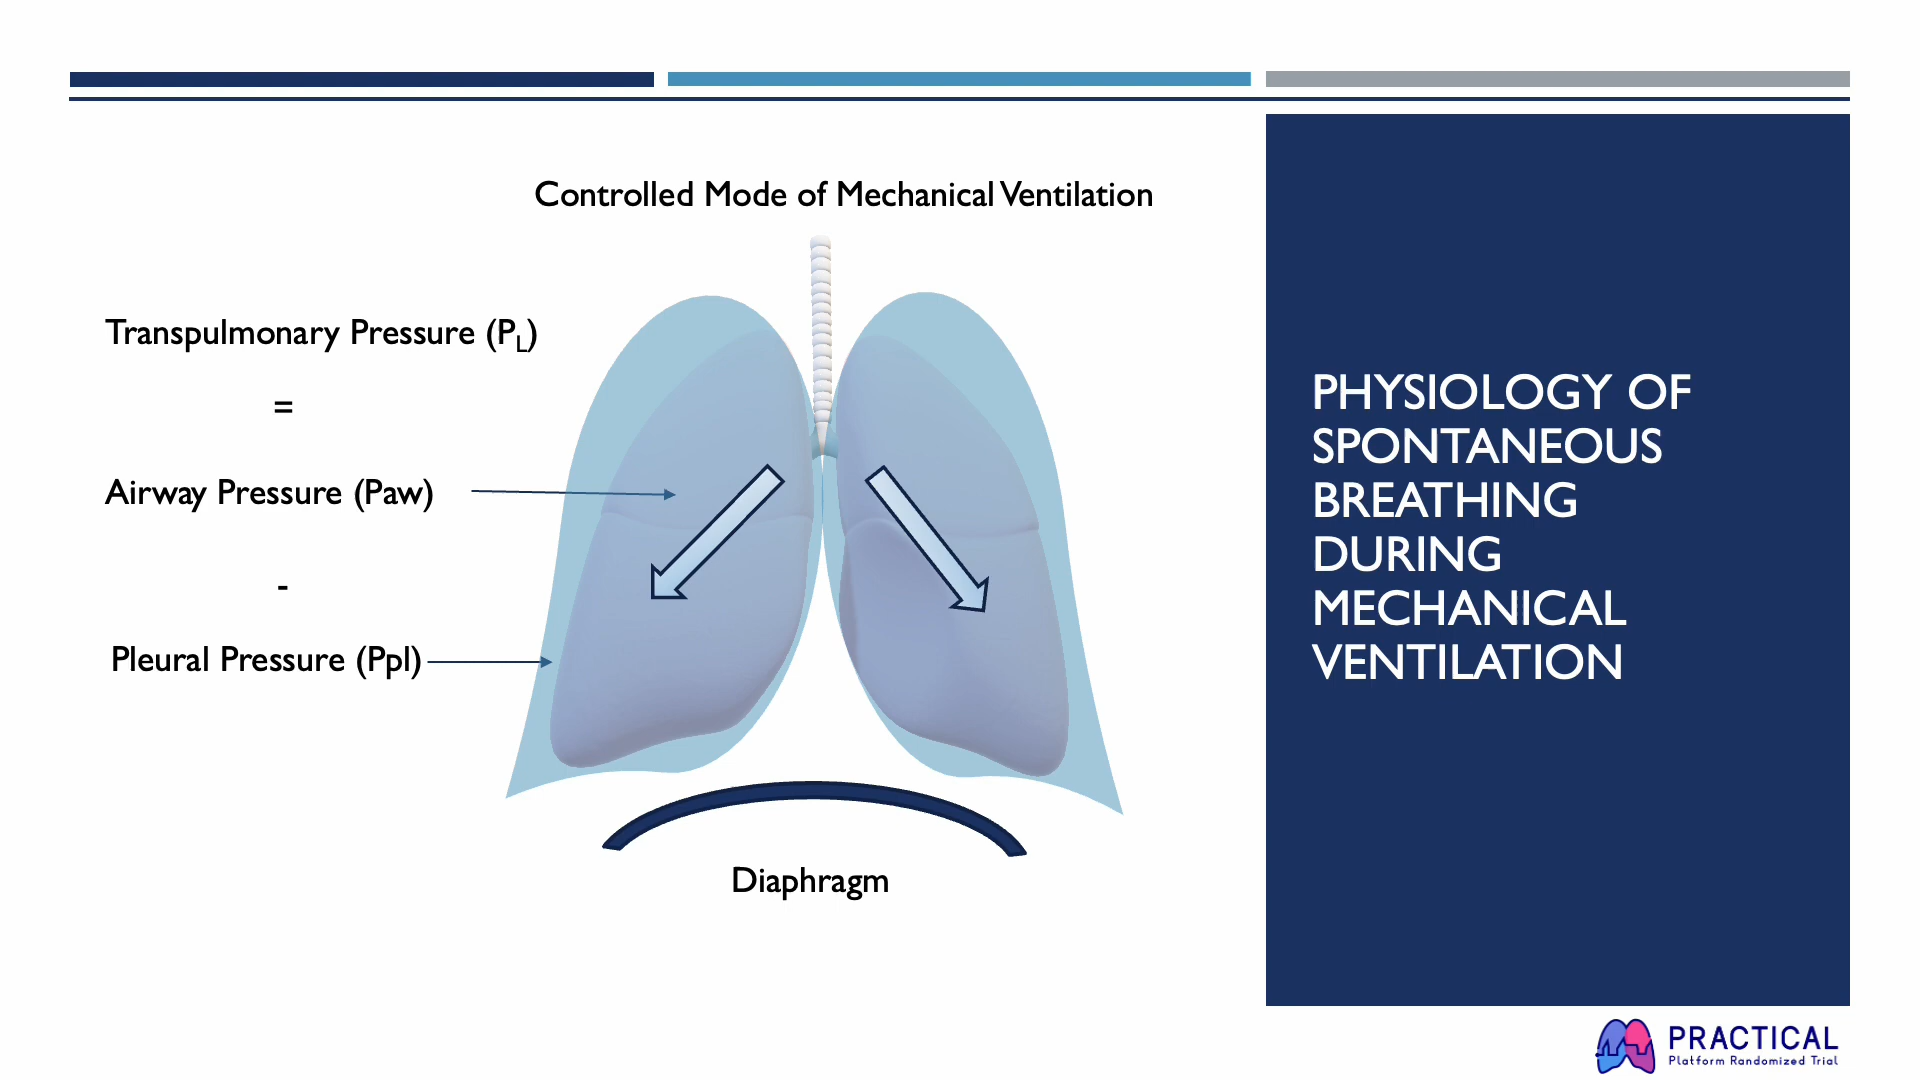 Controlled Mode of Mechanical Ventilation
Transpulmonary Pressure (PL)
=
Airway Pressure (Paw)
-
Pleural Pressure (Ppl)
Diaphragm
PHYSIOLOGY OF
SPONTANEOUS
BREATHING
DURING
MECHANICAL
VENTILATION
PRACTICAL
Platform Randomized Trial